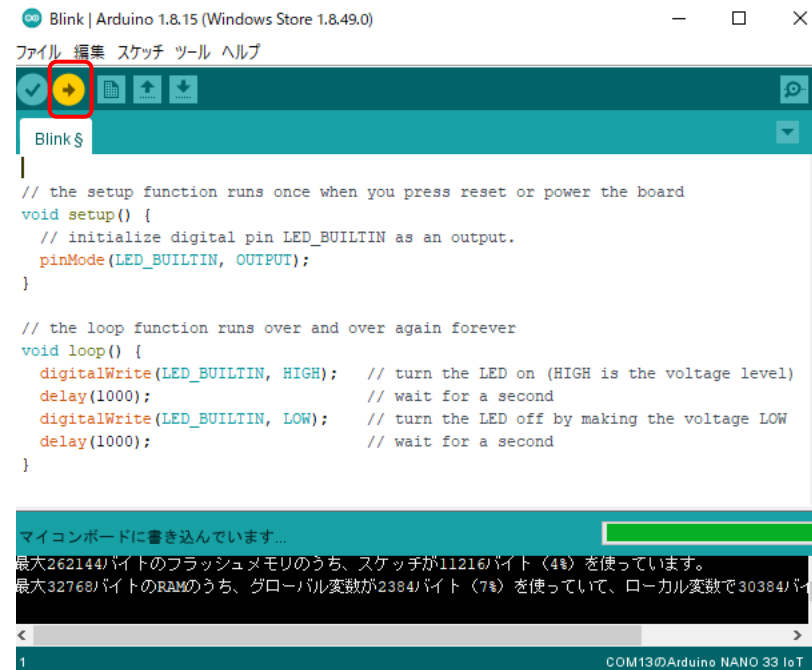 Blink | Arduino 1.8.15 (Windows Store 1.8.49.0)
ファイル 編集 スケッチ ツール ヘルプ
Blink §
// the setup function runs once when you press reset or power the board
void setup() {
  // initialize digital pin LED_BUILTIN as an output.
  pinMode(LED_BUILTIN, OUTPUT);
}
// the loop function runs over and over again forever
void loop() {
  digitalWrite(LED_BUILTIN, HIGH);   // turn the LED on (HIGH is the voltage level)
  delay(1000);                       // wait for a second
  digitalWrite(LED_BUILTIN, LOW);    // turn the LED off by making the voltage LOW
  delay(1000);                       // wait for a second
}
マイコンボードに書き込んでいます...
最大262144バイトのフラッシュメモリのうち、スケッチが11216バイト（4%）を使っています。
最大32768バイトのRAMのうち、グローバル変数が2384バイト（7%）を使っていて、ローカル変数で30384バイ
1 COM13のArduino NANO 33 IoT